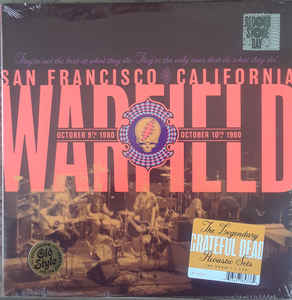 RECORD
STORE
DAY
They're not the best at what they do, They're the only ones that do what they do.
SAN FRANCISCO CALIFORNIA
OCTOBER 9TH 1980 OCTOBER 10TH 1980
WARFIELD
Old
Style
The Legendary
GRATEFUL DEAD
Acoustic Sets